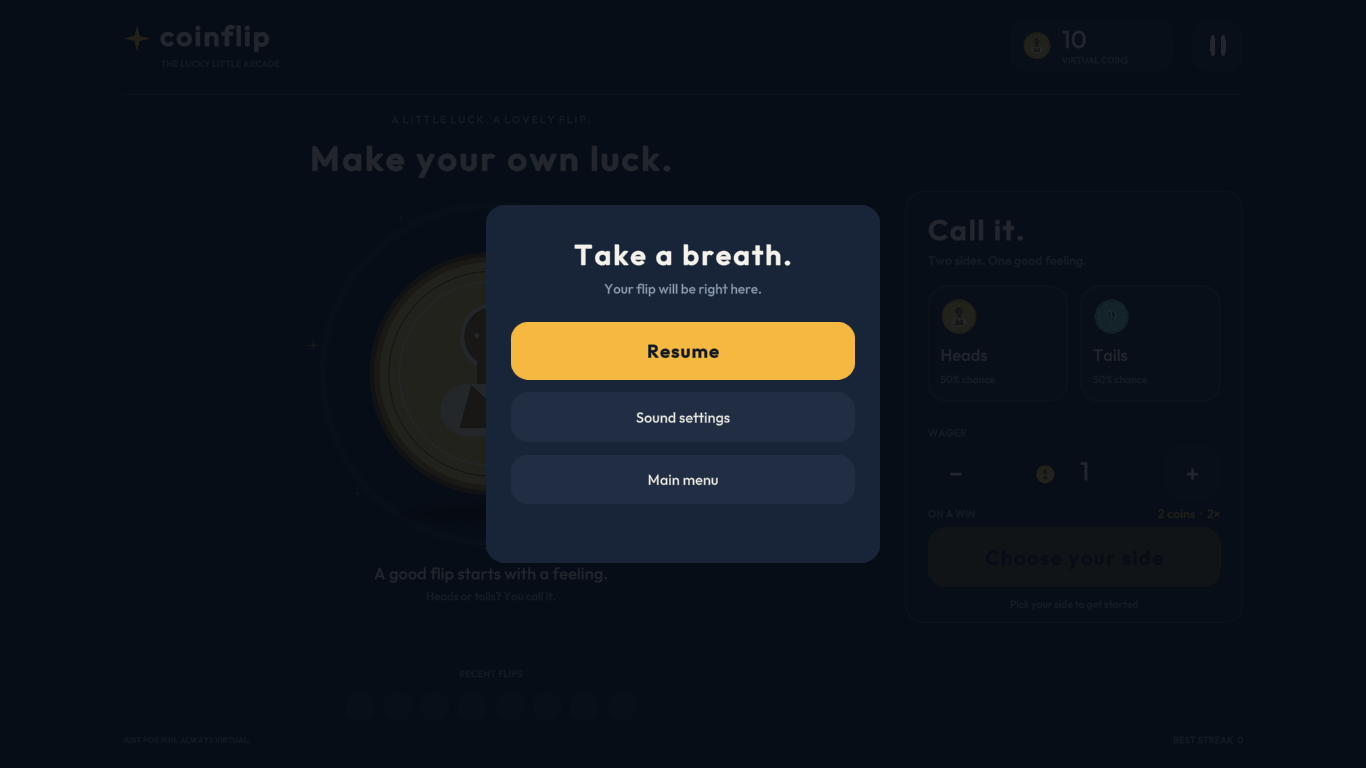 coinflip
THE LUCKY LITTLE ARCADE
10
VIRTUAL COINS
A LITTLE LUCK. A LOVELY FLIP.
Make your own luck.
Take a breath.
Your flip will be right here.
Resume
Sound settings
Main menu
Call it.
Two sides. One good feeling.
Heads
50% chance
Tails
50% chance
WAGER
− 1 +
ON A WIN 2 coins · 2×
Choose your side
Pick your side to get started
A good flip starts with a feeling.
Heads or tails? You call it.
RECENT FLIPS
JUST FOR FUN. ALWAYS VIRTUAL.
BEST STREAK 0